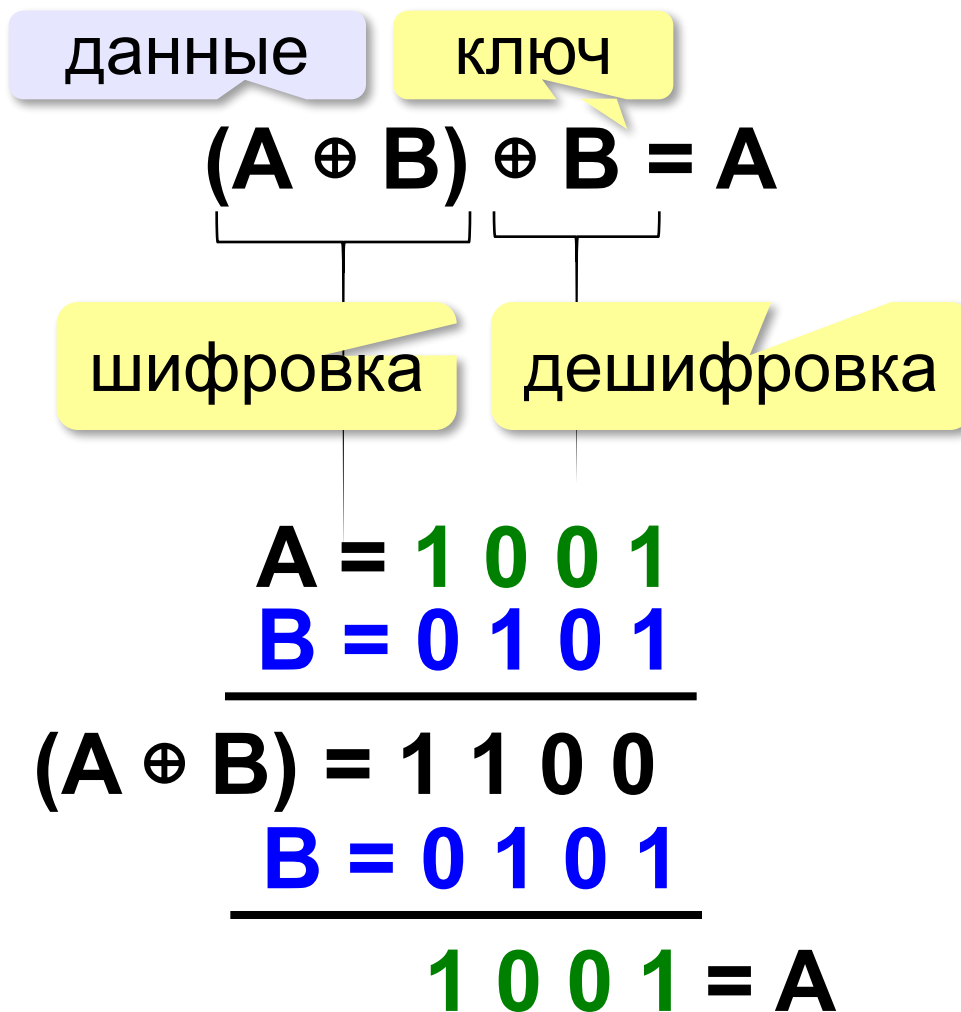 данные ключ
(A ⊕ B) ⊕ B = A
шифровка дешифровка
A = 1 0 0 1
B = 0 1 0 1
(A ⊕ B) = 1 1 0 0
B = 0 1 0 1
1 0 0 1 = A